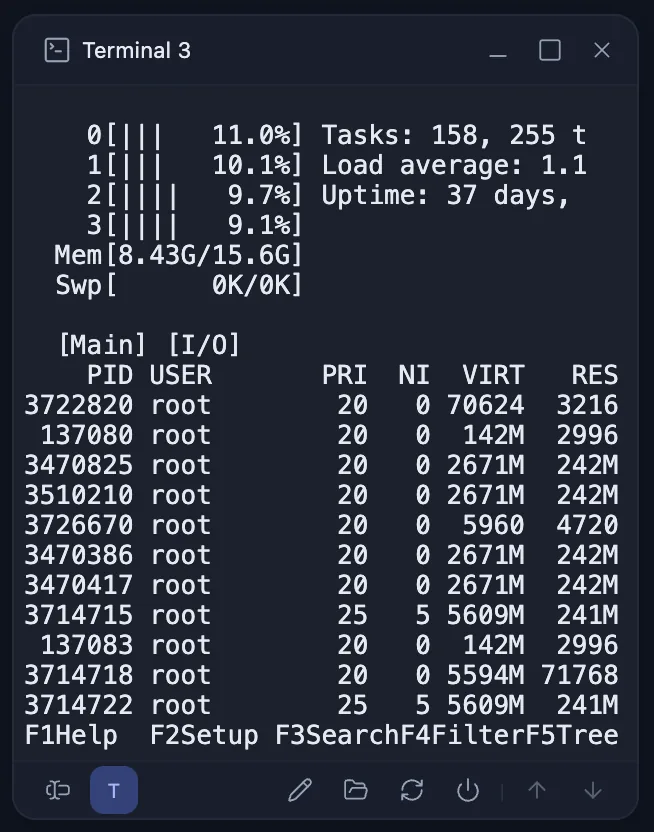 Terminal 3
0[||| 11.0%] Tasks: 158, 255 t
1[||| 10.1%] Load average: 1.1
2[|||| 9.7%] Uptime: 37 days,
3[|||| 9.1%]
Mem[8.43G/15.6G]
Swp[ 0K/0K]
[Main] [I/O]
PID USER PRI NI VIRT RES
3722820 root 20 0 70624 3216
137080 root 20 0 142M 2996
3470825 root 20 0 2671M 242M
3510210 root 20 0 2671M 242M
3726670 root 20 0 5960 4720
3470386 root 20 0 2671M 242M
3470417 root 20 0 2671M 242M
3714715 root 25 5 5609M 241M
137083 root 20 0 142M 2996
3714718 root 20 0 5594M 71768
3714722 root 25 5 5609M 241M
F1Help F2Setup F3SearchF4FilterF5Tree
T